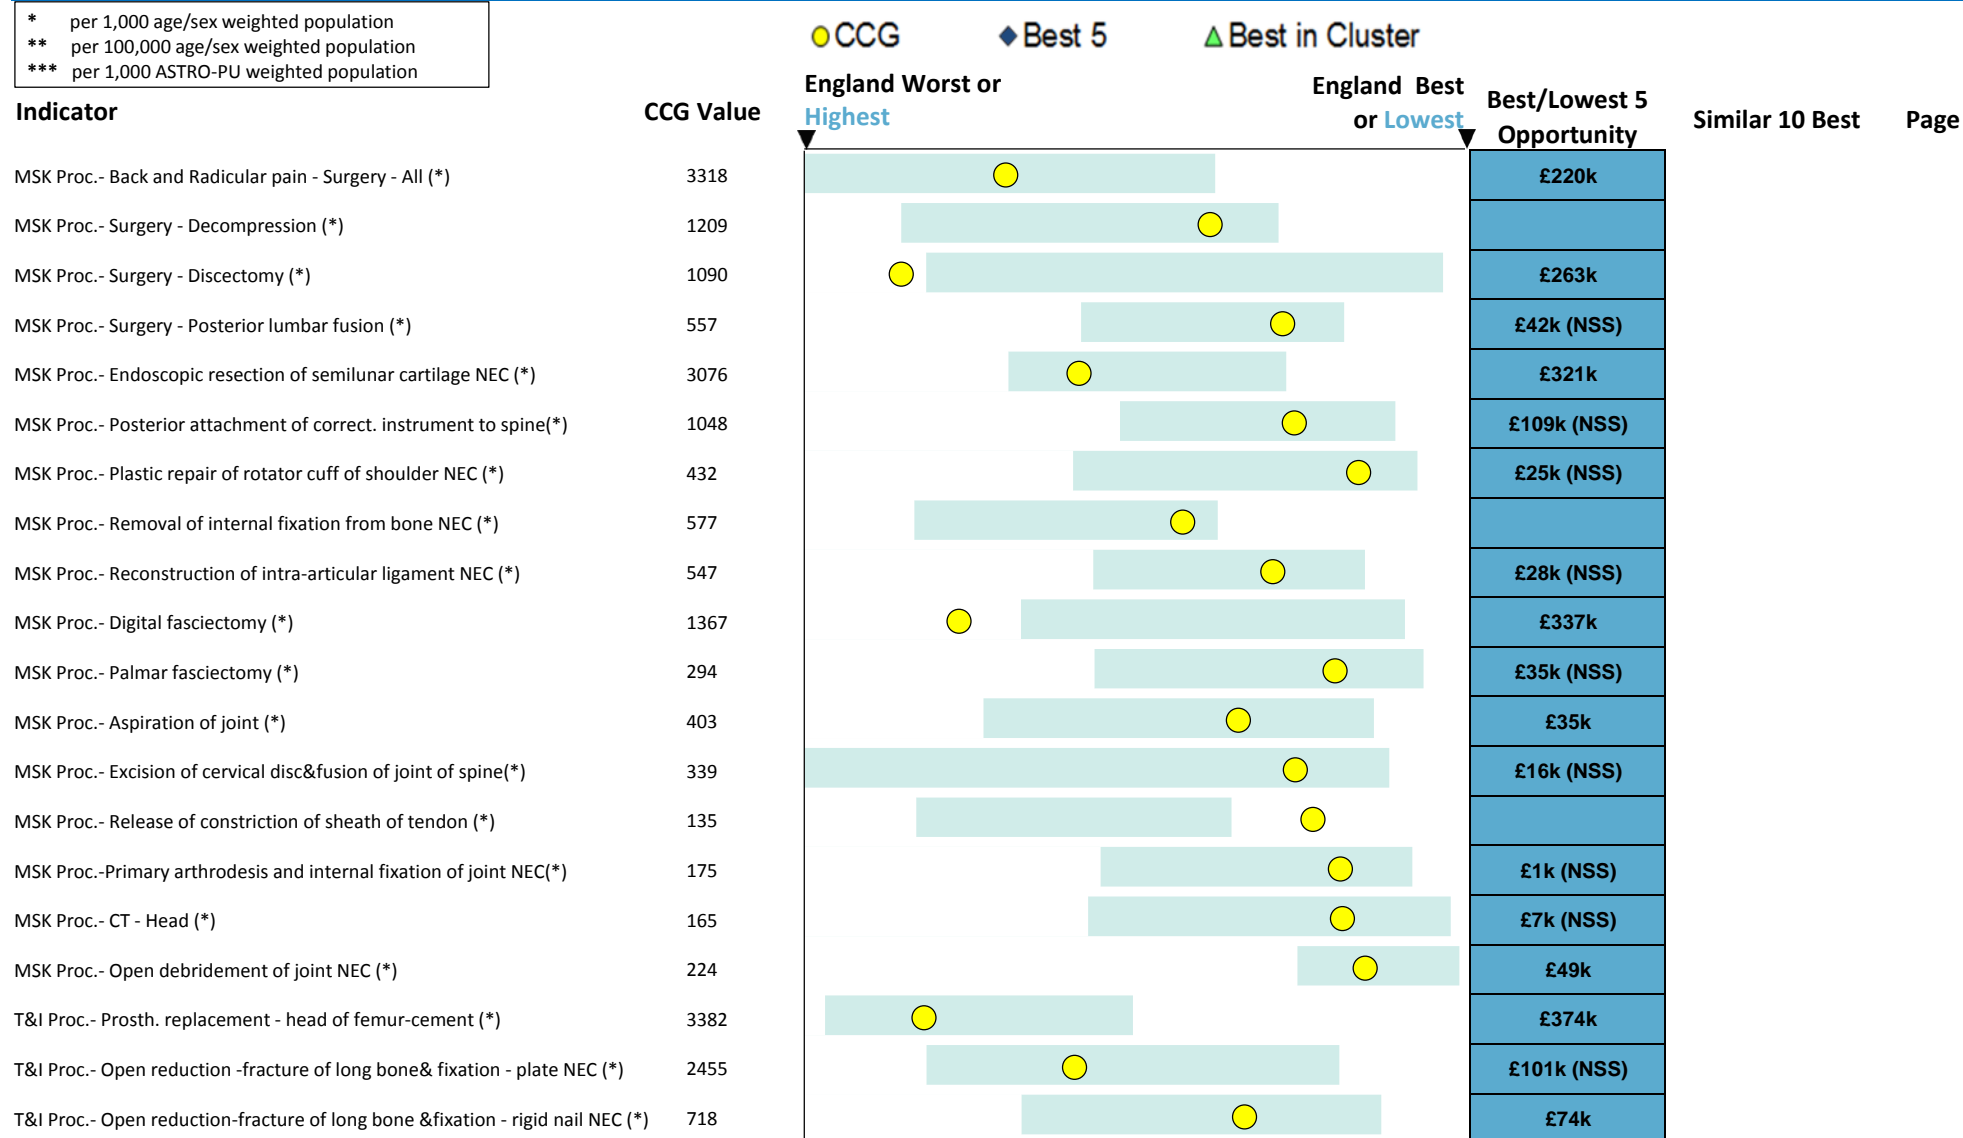 * per 1,000 age/sex weighted population
** per 100,000 age/sex weighted population
*** per 1,000 ASTRO-PU weighted population
CCG Best 5 Best in Cluster
Indicator CCG Value England Worst or Highest England Best or Lowest Best/Lowest 5 Opportunity Similar 10 Best Page
MSK Proc.- Back and Radicular pain - Surgery - All (*) 3318 £220k
MSK Proc.- Surgery - Decompression (*) 1209
MSK Proc.- Surgery - Discectomy (*) 1090 £263k
MSK Proc.- Surgery - Posterior lumbar fusion (*) 557 £42k (NSS)
MSK Proc.- Endoscopic resection of semilunar cartilage NEC (*) 3076 £321k
MSK Proc.- Posterior attachment of correct. instrument to spine(*) 1048 £109k (NSS)
MSK Proc.- Plastic repair of rotator cuff of shoulder NEC (*) 432 £25k (NSS)
MSK Proc.- Removal of internal fixation from bone NEC (*) 577
MSK Proc.- Reconstruction of intra-articular ligament NEC (*) 547 £28k (NSS)
MSK Proc.- Digital fasciectomy (*) 1367 £337k
MSK Proc.- Palmar fasciectomy (*) 294 £35k (NSS)
MSK Proc.- Aspiration of joint (*) 403 £35k
MSK Proc.- Excision of cervical disc&fusion of joint of spine(*) 339 £16k (NSS)
MSK Proc.- Release of constriction of sheath of tendon (*) 135
MSK Proc.-Primary arthrodesis and internal fixation of joint NEC(*) 175 £1k (NSS)
MSK Proc.- CT - Head (*) 165 £7k (NSS)
MSK Proc.- Open debridement of joint NEC (*) 224 £49k
T&I Proc.- Prosth. replacement - head of femur-cement (*) 3382 £374k
T&I Proc.- Open reduction -fracture of long bone& fixation - plate NEC (*) 2455 £101k (NSS)
T&I Proc.- Open reduction-fracture of long bone &fixation - rigid nail NEC (*) 718 £74k